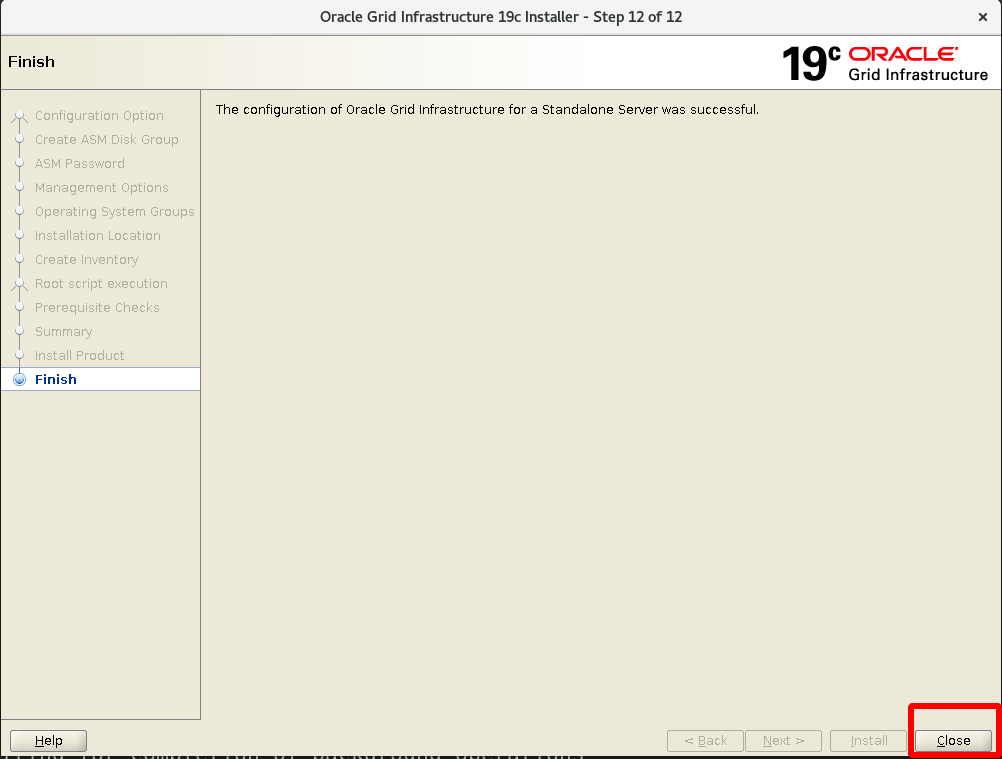 Oracle Grid Infrastructure 19c Installer - Step 12 of 12
Finish
19c ORACLE
Grid Infrastructure
Configuration Option
Create ASM Disk Group
ASM Password
Management Options
Operating System Groups
Installation Location
Create Inventory
Root script execution
Prerequisite Checks
Summary
Install Product
Finish
The configuration of Oracle Grid Infrastructure for a Standalone Server was successful.
Help
< Back
Next >
Install
Close